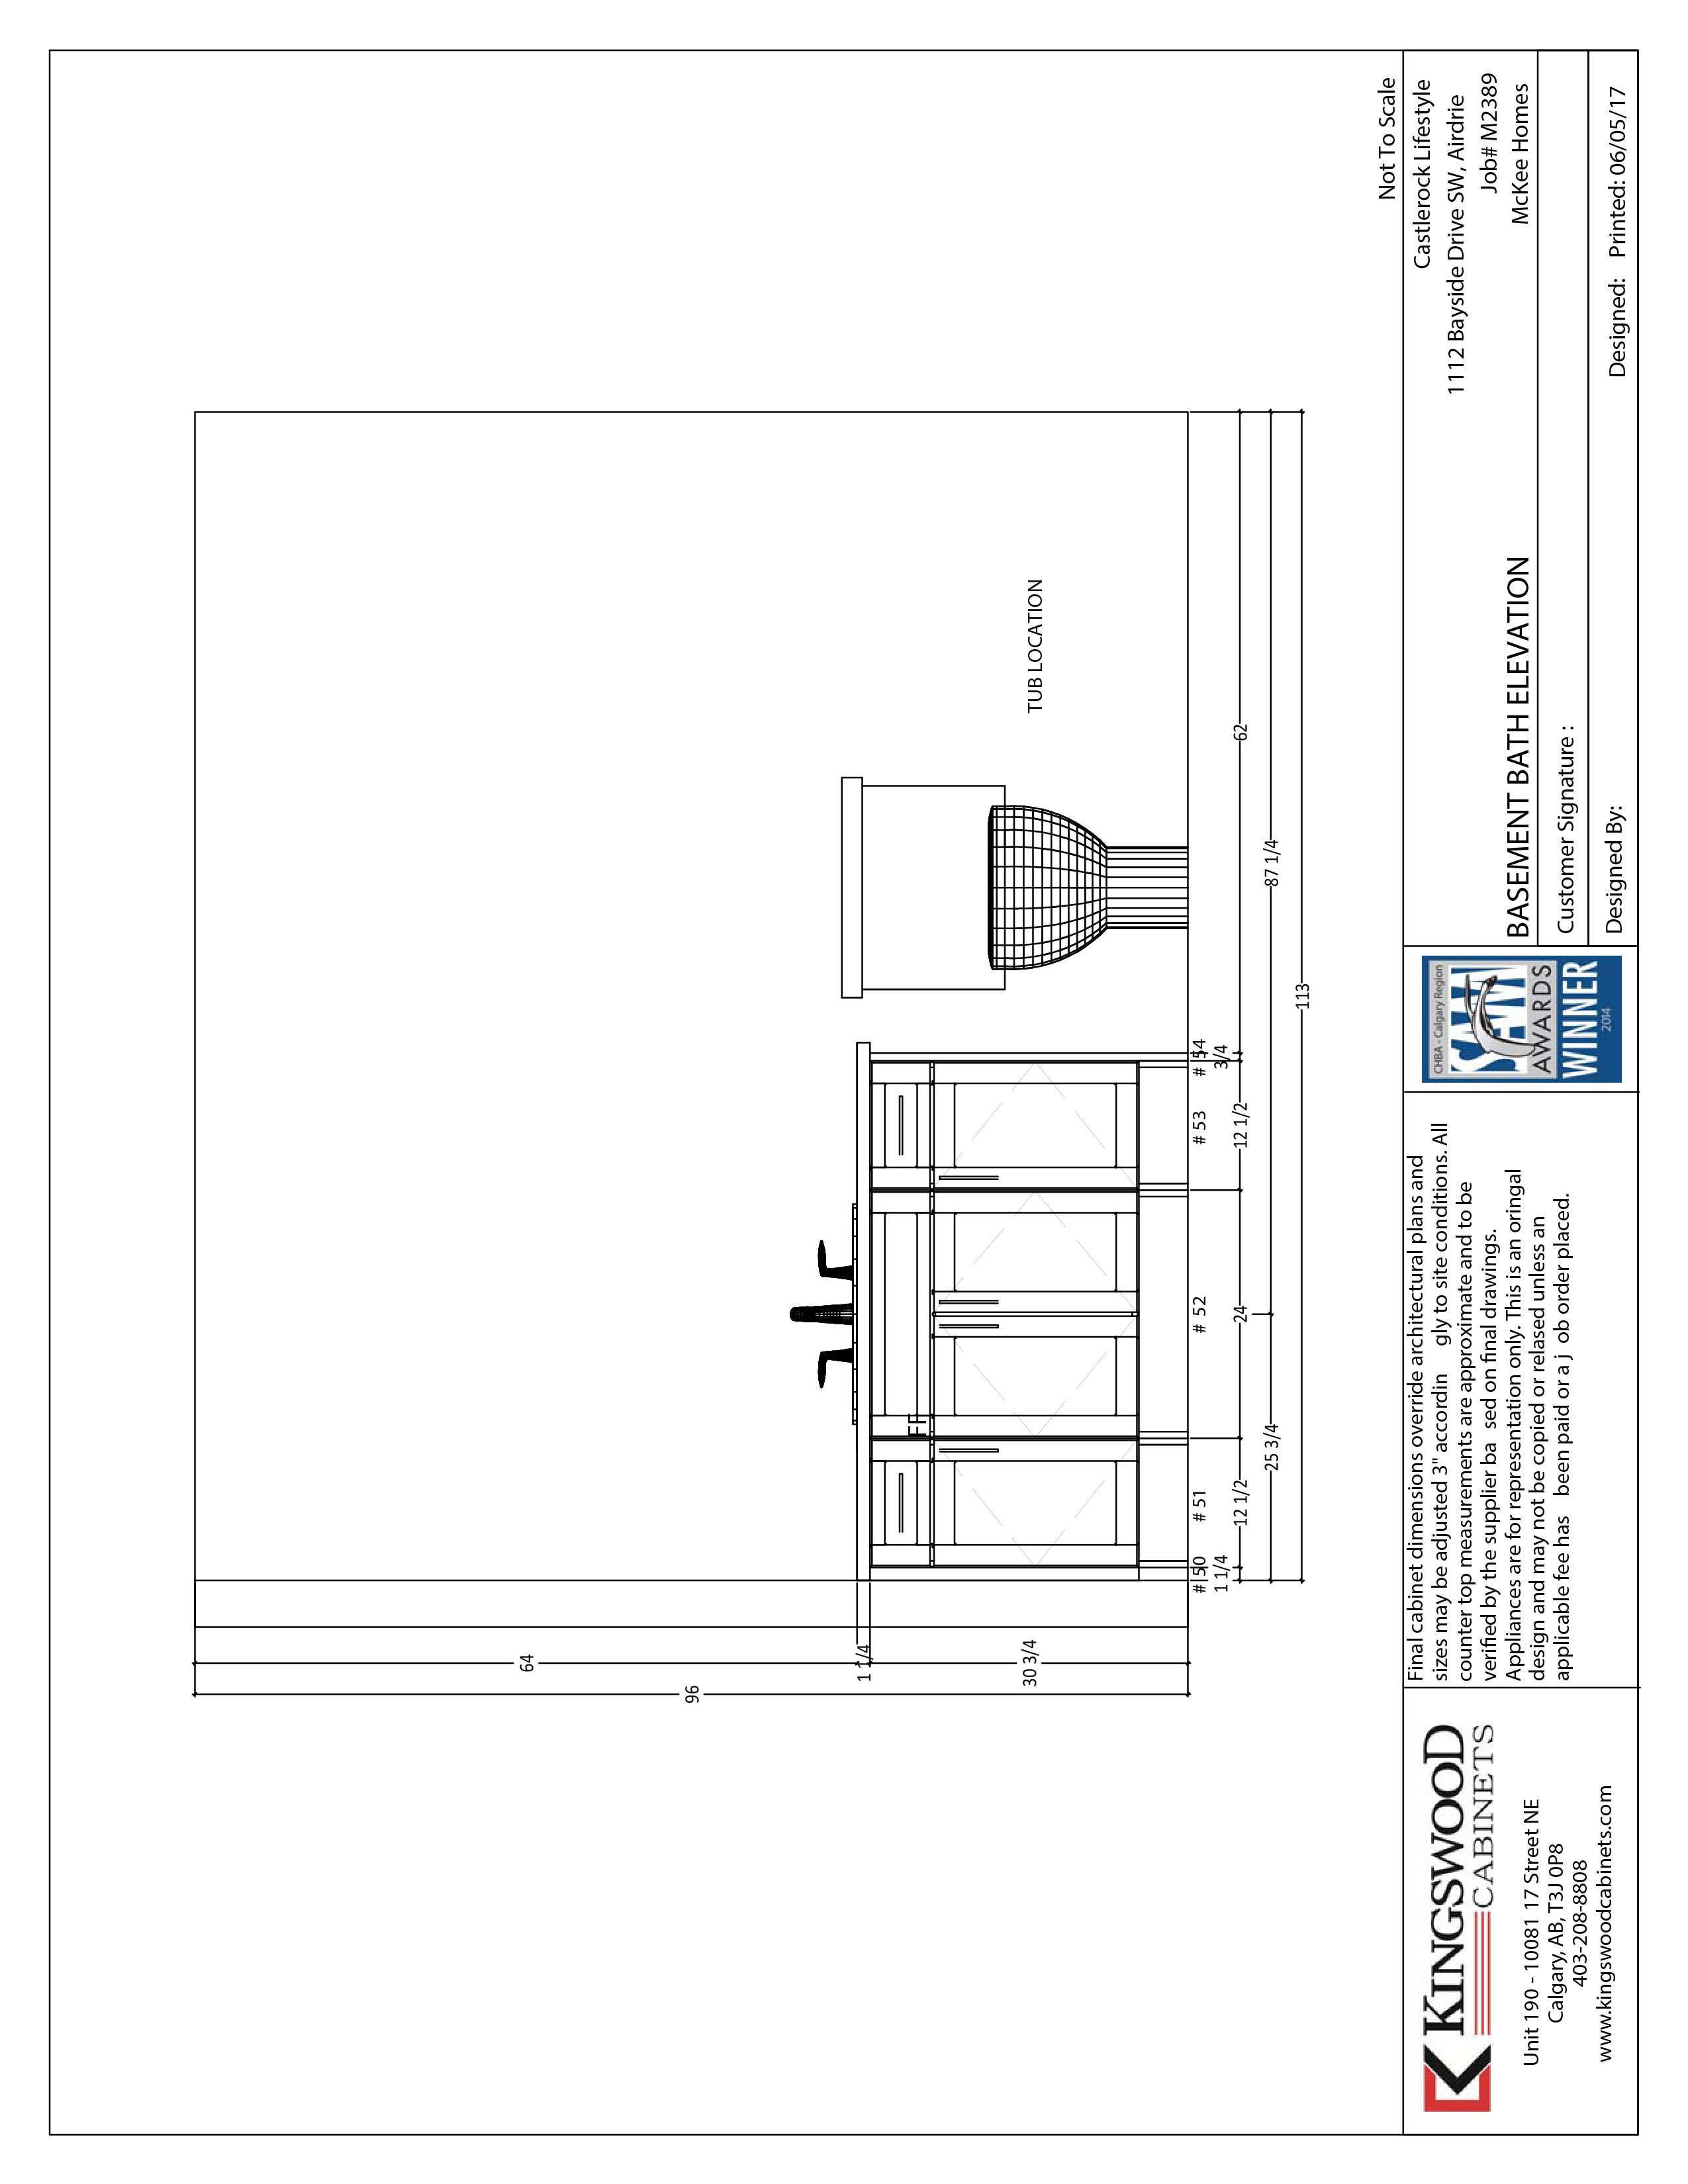 64
1 1/4
30 3/4
96
FF
TUB LOCATION
# 50
# 51
# 52
# 53
# 54
1 1/4
12 1/2
24
12 1/2
3/4
62
25 3/4
87 1/4
113
Not To Scale
KINGSWOOD
CABINETS
Unit 190 - 10081 17 Street NE
Calgary, AB, T3J 0P8
403-208-8808
www.kingswoodcabinets.com
Final cabinet dimensions override architectural plans and
sizes may be adjusted 3" accordin gly to site conditions. All
counter top measurements are approximate and to be
verified by the supplier ba sed on final drawings.
Appliances are for representation only. This is an oringal
design and may not be copied or relased unless an
applicable fee has been paid or a j ob order placed.
CHBA - Calgary Region
SAM
AWARDS
WINNER
2014
Castlerock Lifestyle
1112 Bayside Drive SW, Airdrie
Job# M2389
McKee Homes
BASEMENT BATH ELEVATION
Customer Signature :
Designed By:
Designed: Printed: 06/05/17